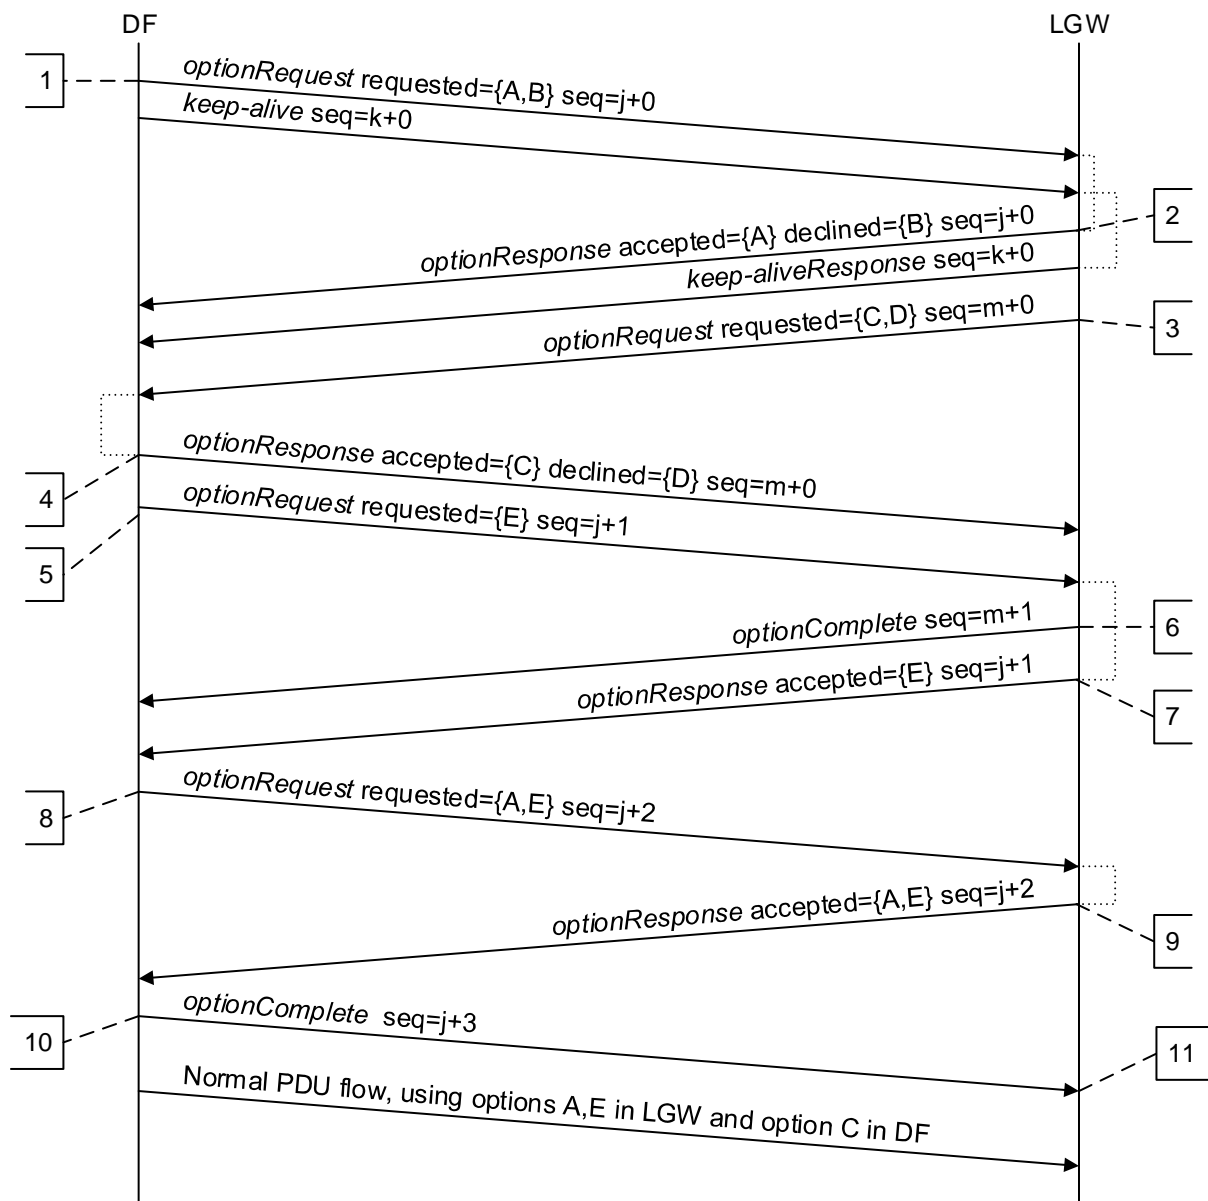 DF
LGW
1
optionRequest requested={A,B} seq=j+0
keep-alive seq=k+0
2
optionResponse accepted={A} declined={B} seq=j+0
keep-aliveResponse seq=k+0
optionRequest requested={C,D} seq=m+0
3
optionResponse accepted={C} declined={D} seq=m+0
4
optionRequest requested={E} seq=j+1
5
optionComplete seq=m+1
6
optionResponse accepted={E} seq=j+1
7
optionRequest requested={A,E} seq=j+2
8
optionResponse accepted={A,E} seq=j+2
9
optionComplete seq=j+3
10
11
Normal PDU flow, using options A,E in LGW and option C in DF